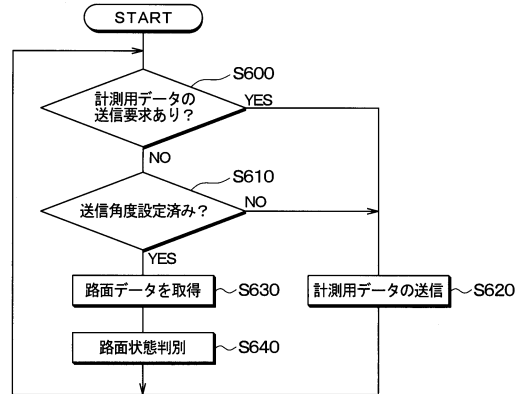 START
S600
計測用データの
送信要求あり？
YES
NO
S610
送信角度設定済み？
NO
YES
路面データを取得
S630
計測用データの送信
S620
路面状態判別
S640